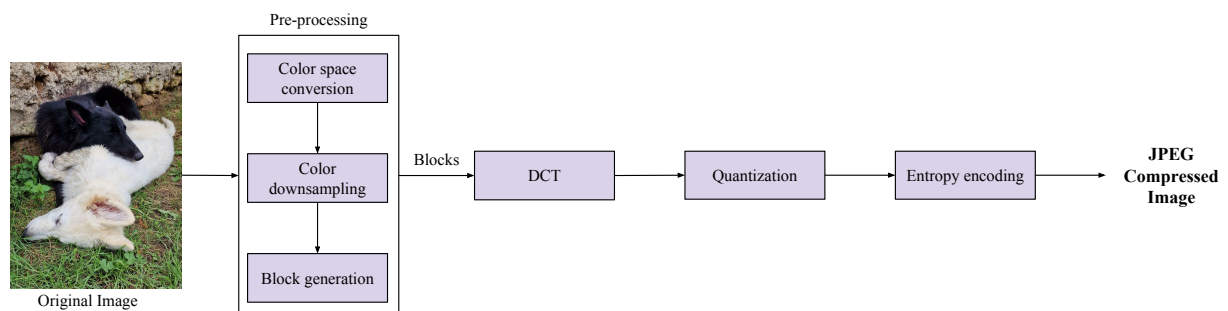 Pre-processing
Color space
conversion
Color
downsampling
Block generation
Original Image
Blocks
DCT
Quantization
Entropy encoding
JPEG
Compressed
Image